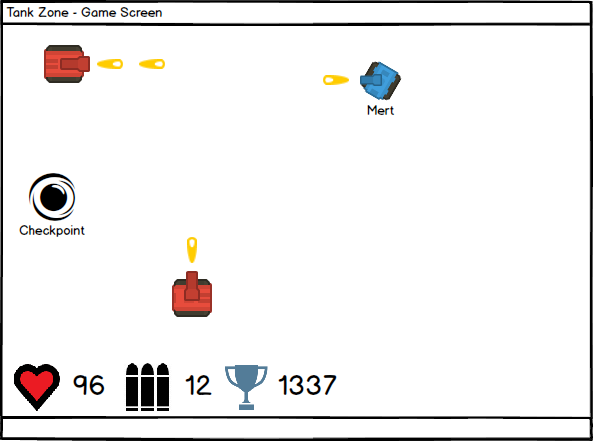 Tank Zone - Game Screen
Mert
Checkpoint
96 12 1337